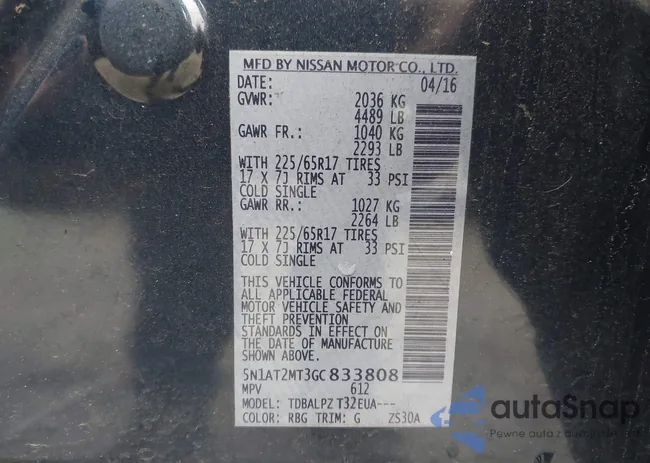 MFD BY NISSAN MOTOR CO., LTD.
DATE: 04/16
GVWR: 2036 KG
4489 LB
GAWR FR.: 1040 KG
2293 LB
WITH 225/65R17 TIRES
17 X 7J RIMS AT 33 PSI
COLD SINGLE
GAWR RR.: 1027 KG
2264 LB
WITH 225/65R17 TIRES
17 X 7J RIMS AT 33 PSI
COLD SINGLE
THIS VEHICLE CONFORMS TO
ALL APPLICABLE FEDERAL
MOTOR VEHICLE SAFETY AND
THEFT PREVENTION
STANDARDS IN EFFECT ON
THE DATE OF MANUFACTURE
SHOWN ABOVE.
5N1AT2MT3GC833808
MPV 612
MODEL: TDBALPZ T32EUA---
COLOR: RBG TRIM: G ZS30A
autoSnap
Pewne auta z aukcji